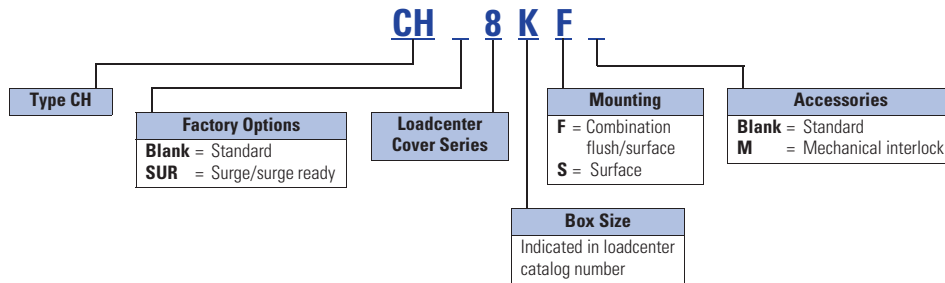 CH _ 8 K F _
Type CH
Factory Options
Blank = Standard
SUR = Surge/surge ready
Loadcenter
Cover Series
Mounting
F = Combination
flush/surface
S = Surface
Accessories
Blank = Standard
M = Mechanical interlock
Box Size
Indicated in loadcenter
catalog number